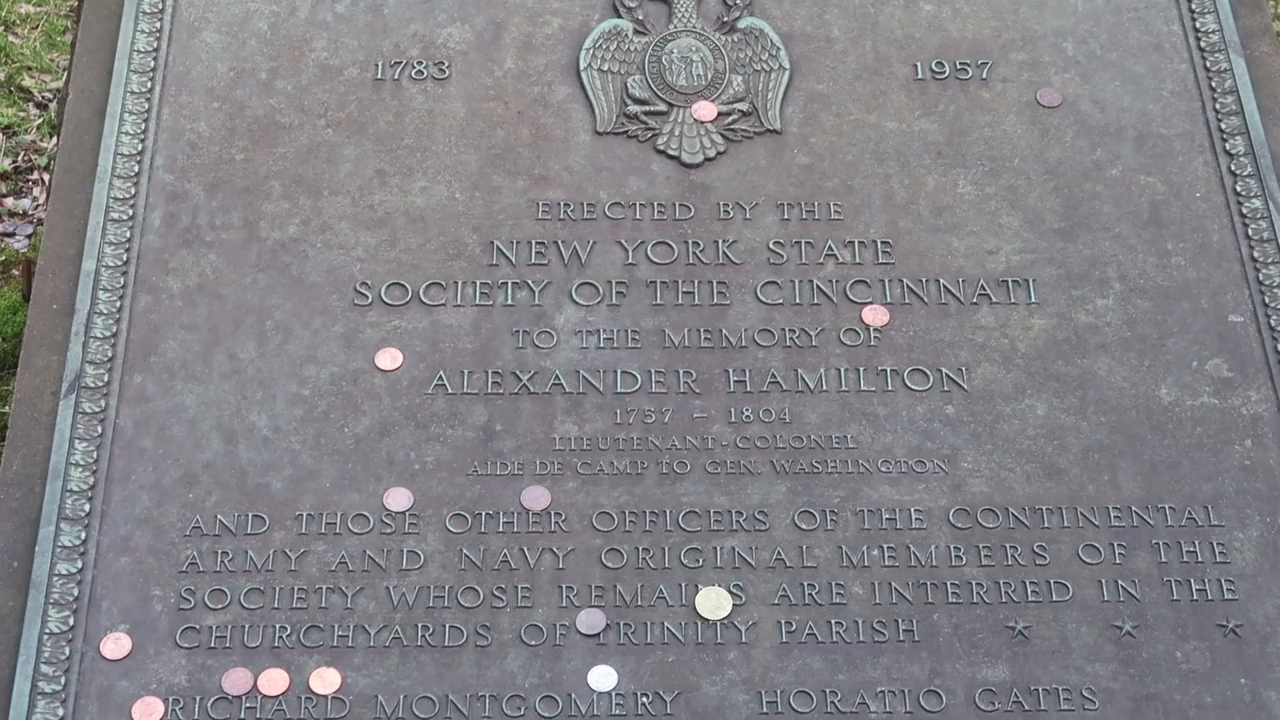 1783 1957
ERECTED BY THE
NEW YORK STATE
SOCIETY OF THE CINCINNATI
TO THE MEMORY OF
ALEXANDER HAMILTON
1757 – 1804
LIEUTENANT-COLONEL
AIDE DE CAMP TO GEN. WASHINGTON
AND THOSE OTHER OFFICERS OF THE CONTINENTAL
ARMY AND NAVY ORIGINAL MEMBERS OF THE
SOCIETY WHOSE REMAINS ARE INTERRED IN THE
CHURCHYARDS OF TRINITY PARISH
RICHARD MONTGOMERY HORATIO GATES